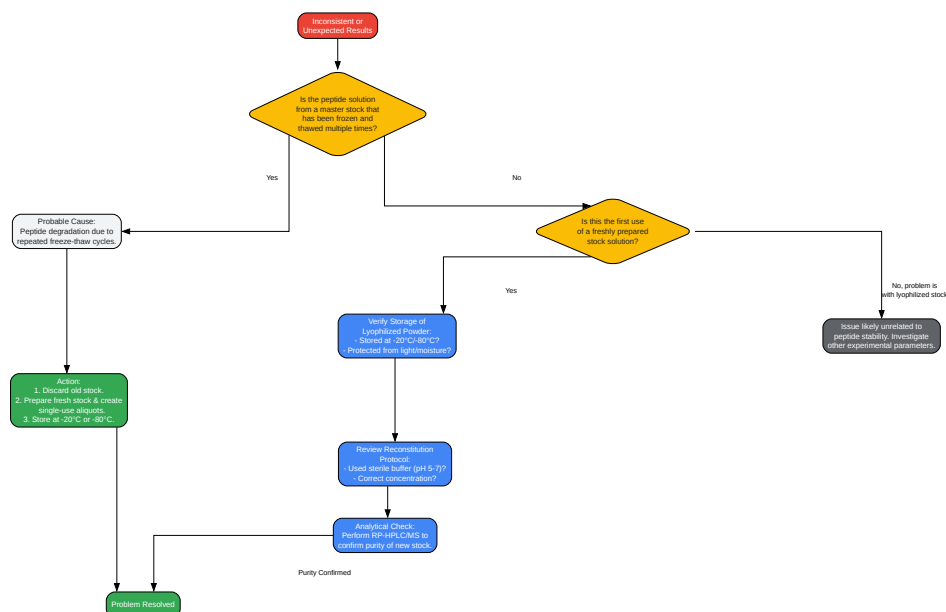 Inconsistent or
Unexpected Results
Is the peptide solution
from a master stock that
has been frozen and
thawed multiple times?
Yes
No
Probable Cause:
Peptide degradation due to
repeated freeze-thaw cycles.
Is this the first use
of a freshly prepared
stock solution?
Yes
No, problem is
with lyophilized stock
Verify Storage of
Lyophilized Powder:
- Stored at -20°C/-80°C?
- Protected from light/moisture?
Issue likely unrelated to
peptide stability. Investigate
other experimental parameters.
Action:
1. Discard old stock.
2. Prepare fresh stock & create
single-use aliquots.
3. Store at -20°C or -80°C.
Review Reconstitution
Protocol:
- Used sterile buffer (pH 5-7)?
- Correct concentration?
Analytical Check:
Perform RP-HPLC/MS to
confirm purity of new stock.
Purity Confirmed
Problem Resolved